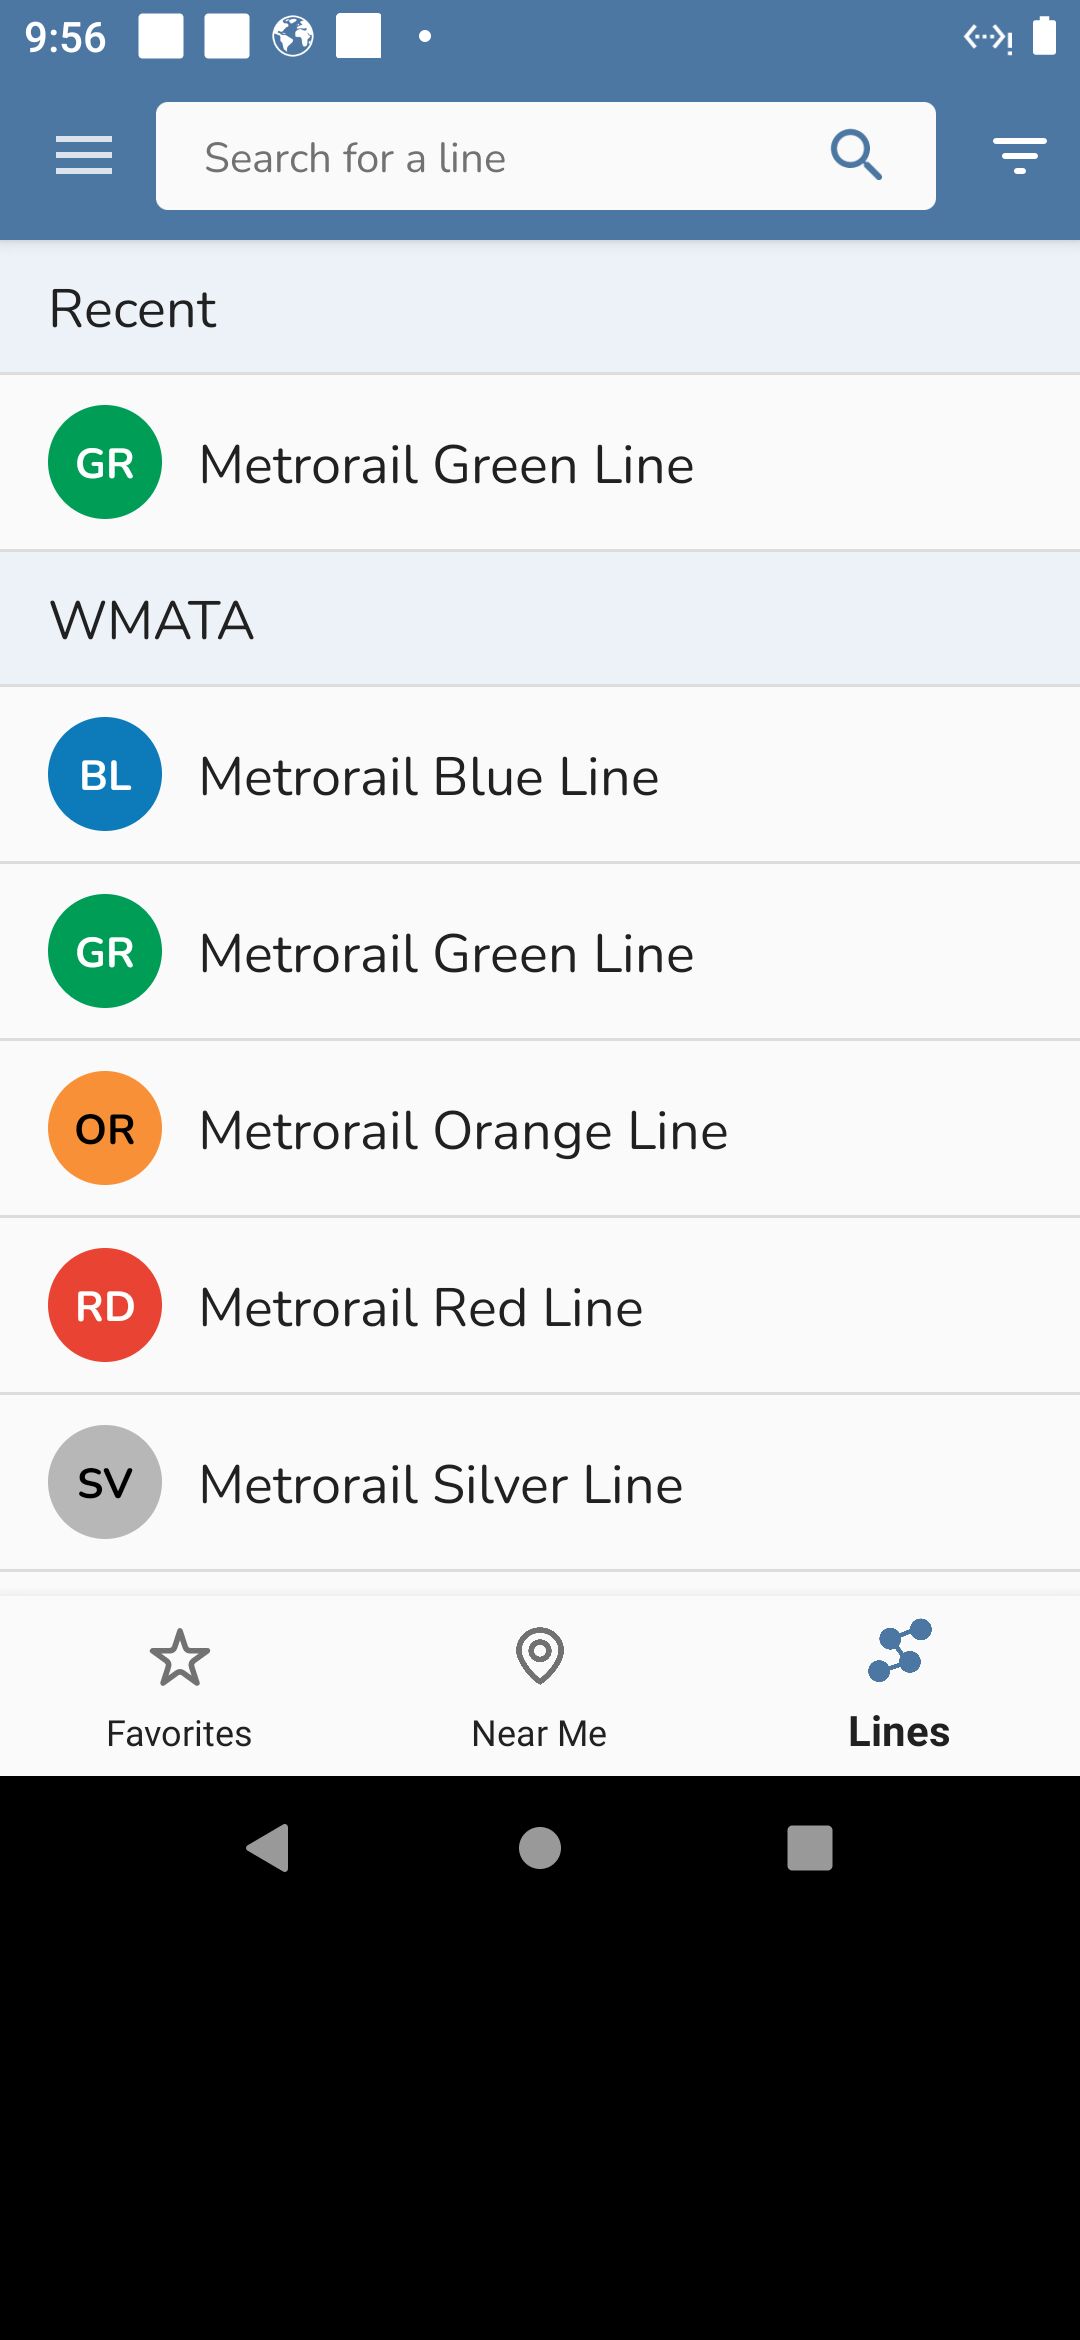 9:56
Search for a line
Recent
GR Metrorail Green Line
WMATA
BL Metrorail Blue Line
GR Metrorail Green Line
OR Metrorail Orange Line
RD Metrorail Red Line
SV Metrorail Silver Line
Favorites Near Me Lines